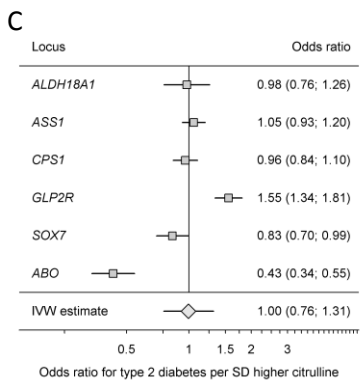 C
Locus Odds ratio
ALDH18A1 0.98 (0.76; 1.26)
ASS1 1.05 (0.93; 1.20)
CPS1 0.96 (0.84; 1.10)
GLP2R 1.55 (1.34; 1.81)
SOX7 0.83 (0.70; 0.99)
ABO 0.43 (0.34; 0.55)
IVW estimate 1.00 (0.76; 1.31)
0.5 1 1.5 2 3
Odds ratio for type 2 diabetes per SD higher citrulline